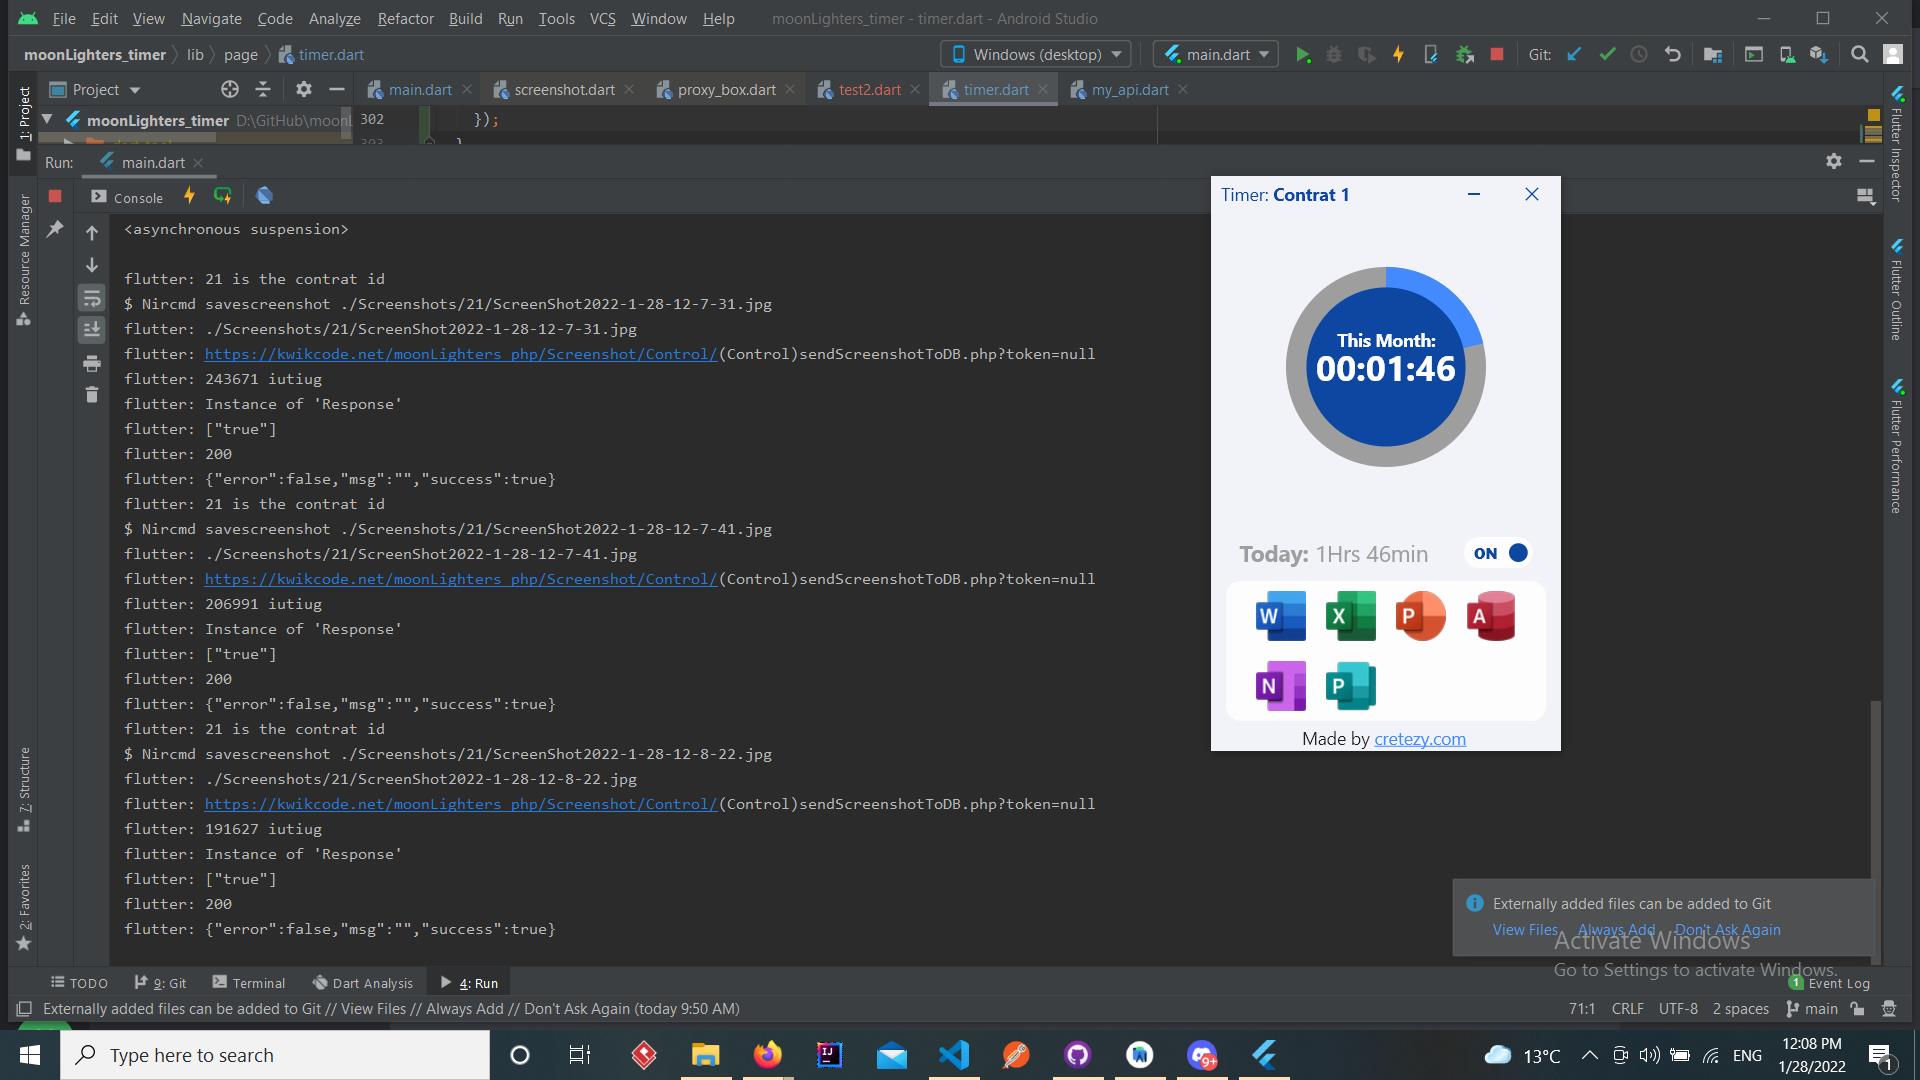 File Edit View Navigate Code Analyze Refactor Build Run Tools VCS Window Help moonLighters_timer - timer.dart - Android Studio
moonLighters_timer lib page timer.dart Windows (desktop) main.dart Git:
Project main.dart screenshot.dart proxy_box.dart test2.dart timer.dart my_api.dart
moonLighters_timer D:\GitHub\moonL 302 });
Run: main.dart
Console
<asynchronous suspension>
flutter: 21 is the contrat id
$ Nircmd savescreenshot ./Screenshots/21/ScreenShot2022-1-28-12-7-31.jpg
flutter: ./Screenshots/21/ScreenShot2022-1-28-12-7-31.jpg
flutter: https://kwikcode.net/moonLighters_php/Screenshot/Control/(Control)sendScreenshotToDB.php?token=null
flutter: 243671 iutiug
flutter: Instance of 'Response'
flutter: ["true"]
flutter: 200
flutter: {"error":false,"msg":"","success":true}
flutter: 21 is the contrat id
$ Nircmd savescreenshot ./Screenshots/21/ScreenShot2022-1-28-12-7-41.jpg
flutter: ./Screenshots/21/ScreenShot2022-1-28-12-7-41.jpg
flutter: https://kwikcode.net/moonLighters_php/Screenshot/Control/(Control)sendScreenshotToDB.php?token=null
flutter: 206991 iutiug
flutter: Instance of 'Response'
flutter: ["true"]
flutter: 200
flutter: {"error":false,"msg":"","success":true}
flutter: 21 is the contrat id
$ Nircmd savescreenshot ./Screenshots/21/ScreenShot2022-1-28-12-8-22.jpg
flutter: ./Screenshots/21/ScreenShot2022-1-28-12-8-22.jpg
flutter: https://kwikcode.net/moonLighters_php/Screenshot/Control/(Control)sendScreenshotToDB.php?token=null
flutter: 191627 iutiug
flutter: Instance of 'Response'
flutter: ["true"]
flutter: 200
flutter: {"error":false,"msg":"","success":true}
Timer: Contrat 1
This Month:
00:01:46
Today: 1Hrs 46min ON
W X P A
N P
Made by cretezy.com
1: Project
Resource Manager
7: Structure
2: Favorites
Flutter Inspector
Flutter Outline
Flutter Performance
Externally added files can be added to Git
View Files Always Add Don't Ask Again
Activate Windows
Go to Settings to activate Windows.
TODO 9: Git Terminal Dart Analysis 4: Run 1 Event Log
Externally added files can be added to Git // View Files // Always Add // Don't Ask Again (today 9:50 AM) 71:1 CRLF UTF-8 2 spaces main
Type here to search IJ 9+ 13°C ENG 12:08 PM
1/28/2022 1